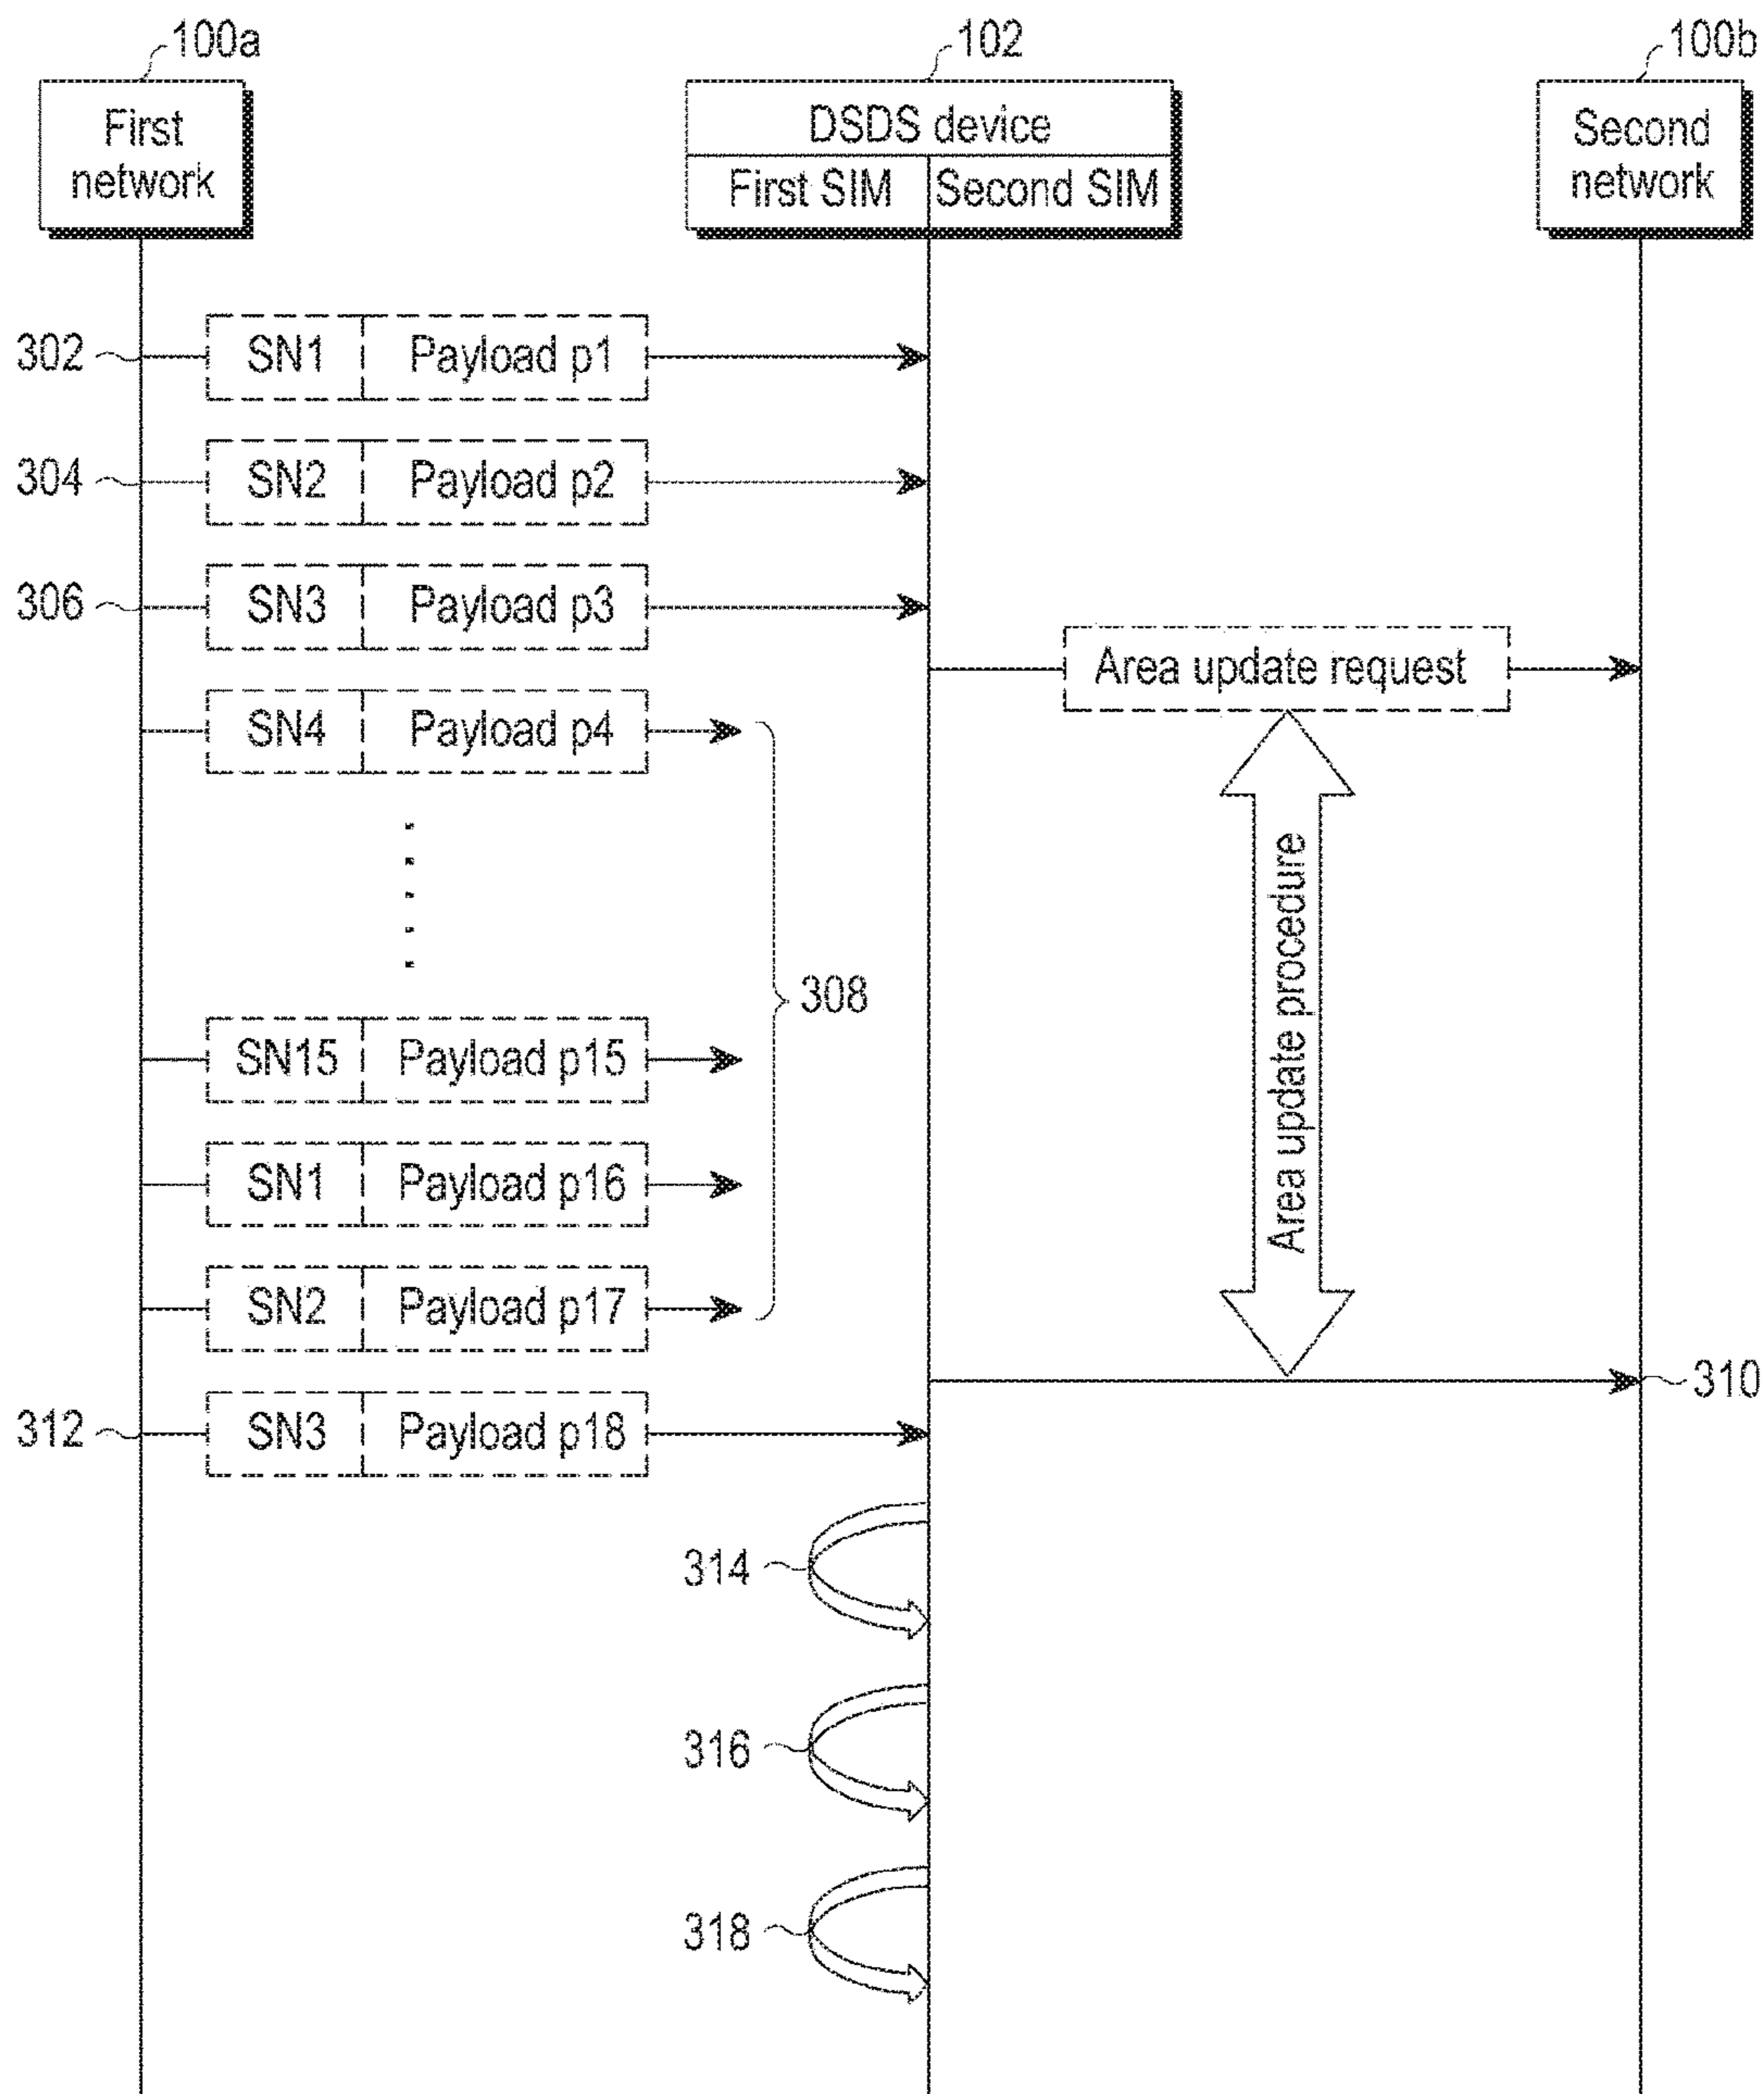 100a
102
100b
First
network
DSDS device
First SIM
Second SIM
Second
network
302
SN1
Payload p1
304
SN2
Payload p2
306
SN3
Payload p3
Area update request
SN4
Payload p4
Area update procedure
308
SN15
Payload p15
SN1
Payload p16
SN2
Payload p17
310
312
SN3
Payload p18
314
316
318